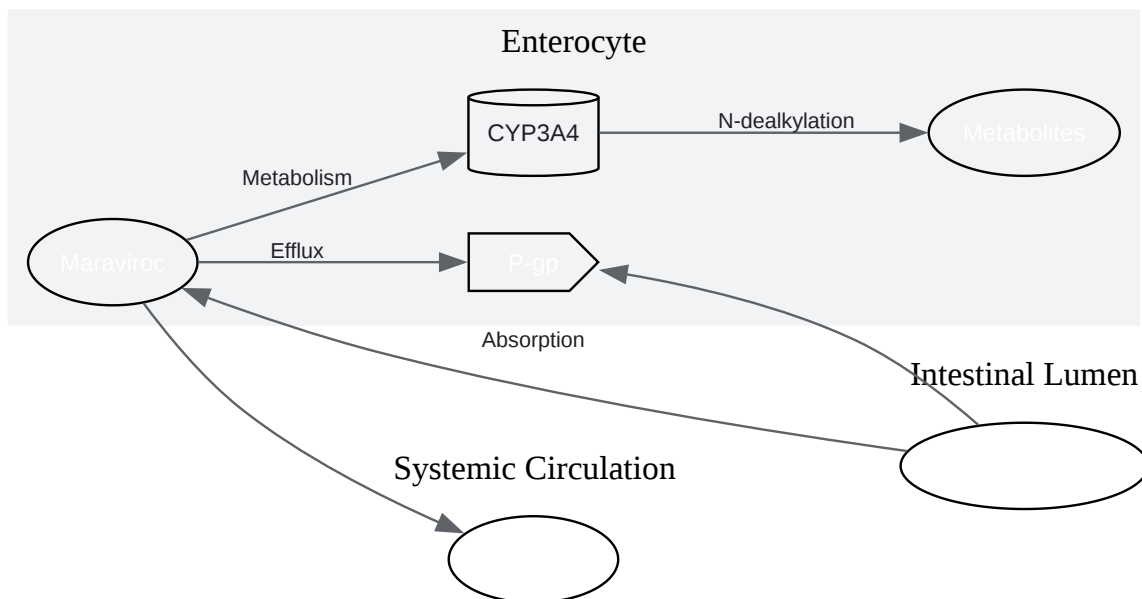 Enterocyte
CYP3A4
N-dealkylation
Metabolites
Metabolism
Maraviroc
Efflux
P-gp
Absorption
Intestinal Lumen
Systemic Circulation